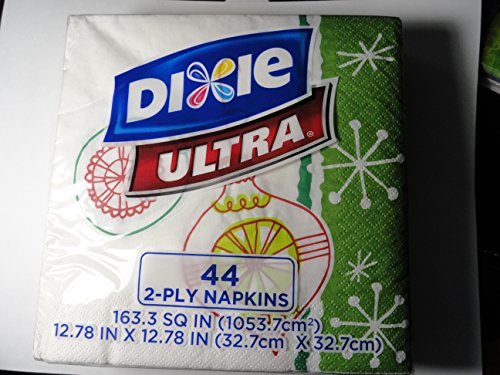 DIXIE
ULTRA®
44
2-PLY NAPKINS
163.3 SQ IN (1053.7cm²)
12.78 IN X 12.78 IN (32.7cm X 32.7cm)